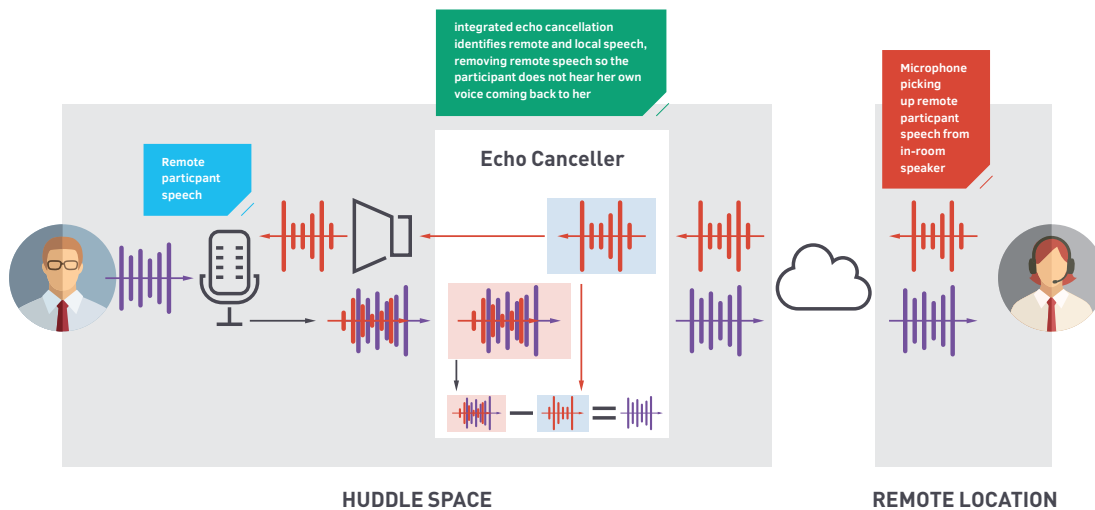 integrated echo cancellation
identifies remote and local speech,
removing remote speech so the
participant does not hear her own
voice coming back to her
Microphone
picking
up remote
particpant
speech from
in-room
speaker
Remote
particpant
speech
Echo Canceller
HUDDLE SPACE
REMOTE LOCATION